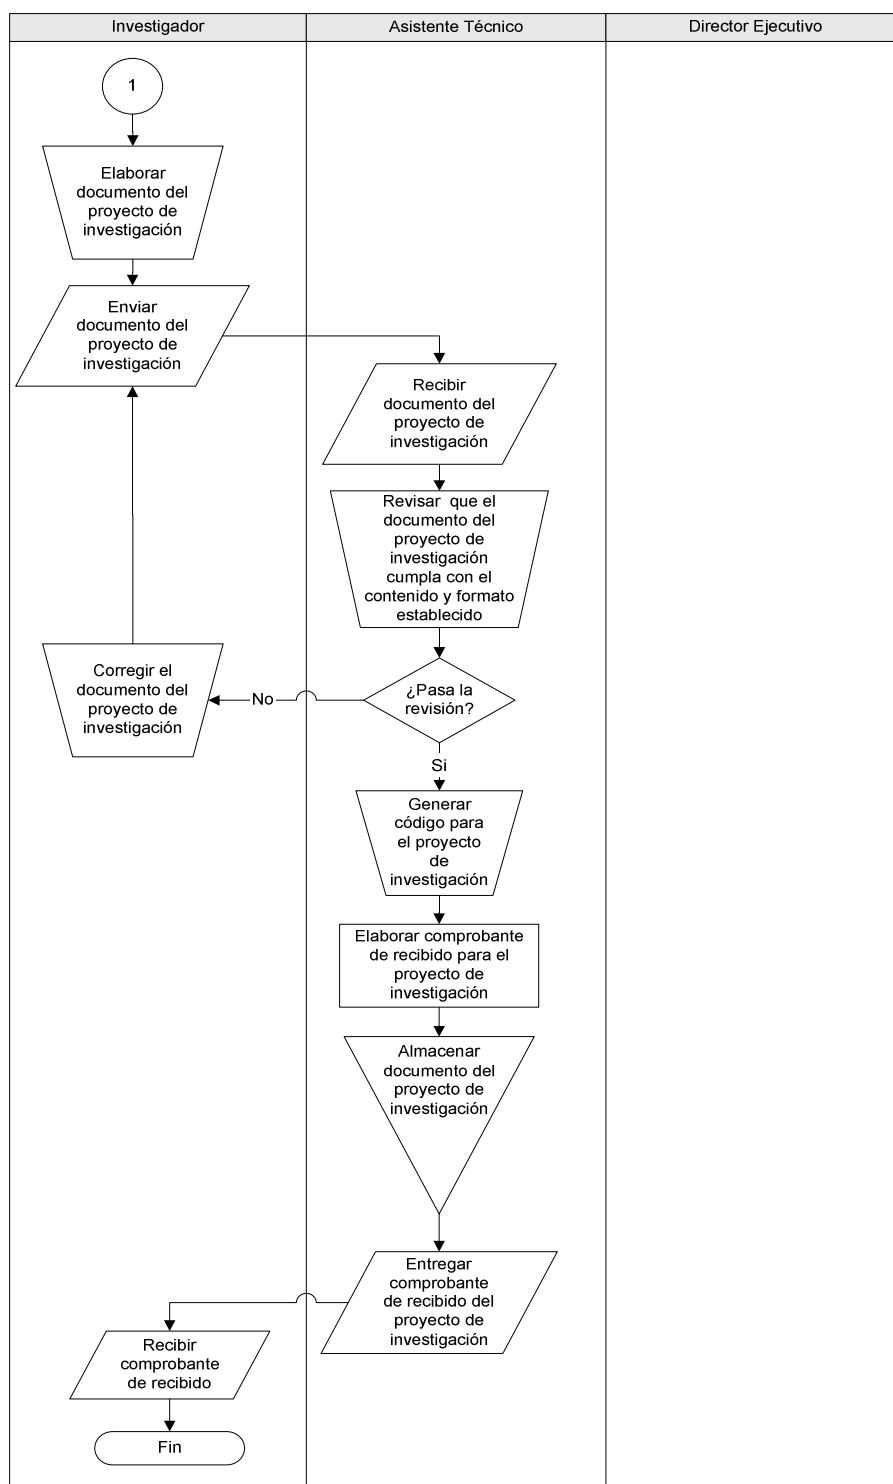 Investigador
Asistente Técnico
Director Ejecutivo
1
Elaborar
documento del
proyecto de
investigación
Enviar
documento del
proyecto de
investigación
Recibir
documento del
proyecto de
investigación
Revisar que el
documento del
proyecto de
investigación
cumpla con el
contenido y formato
establecido
¿Pasa la
revisión?
No
Corregir el
documento del
proyecto de
investigación
Si
Generar
código para
el proyecto
de
investigación
Elaborar comprobante
de recibido para el
proyecto de
investigación
Almacenar
documento del
proyecto de
investigación
Entregar
comprobante
de recibido del
proyecto de
investigación
Recibir
comprobante
de recibido
Fin